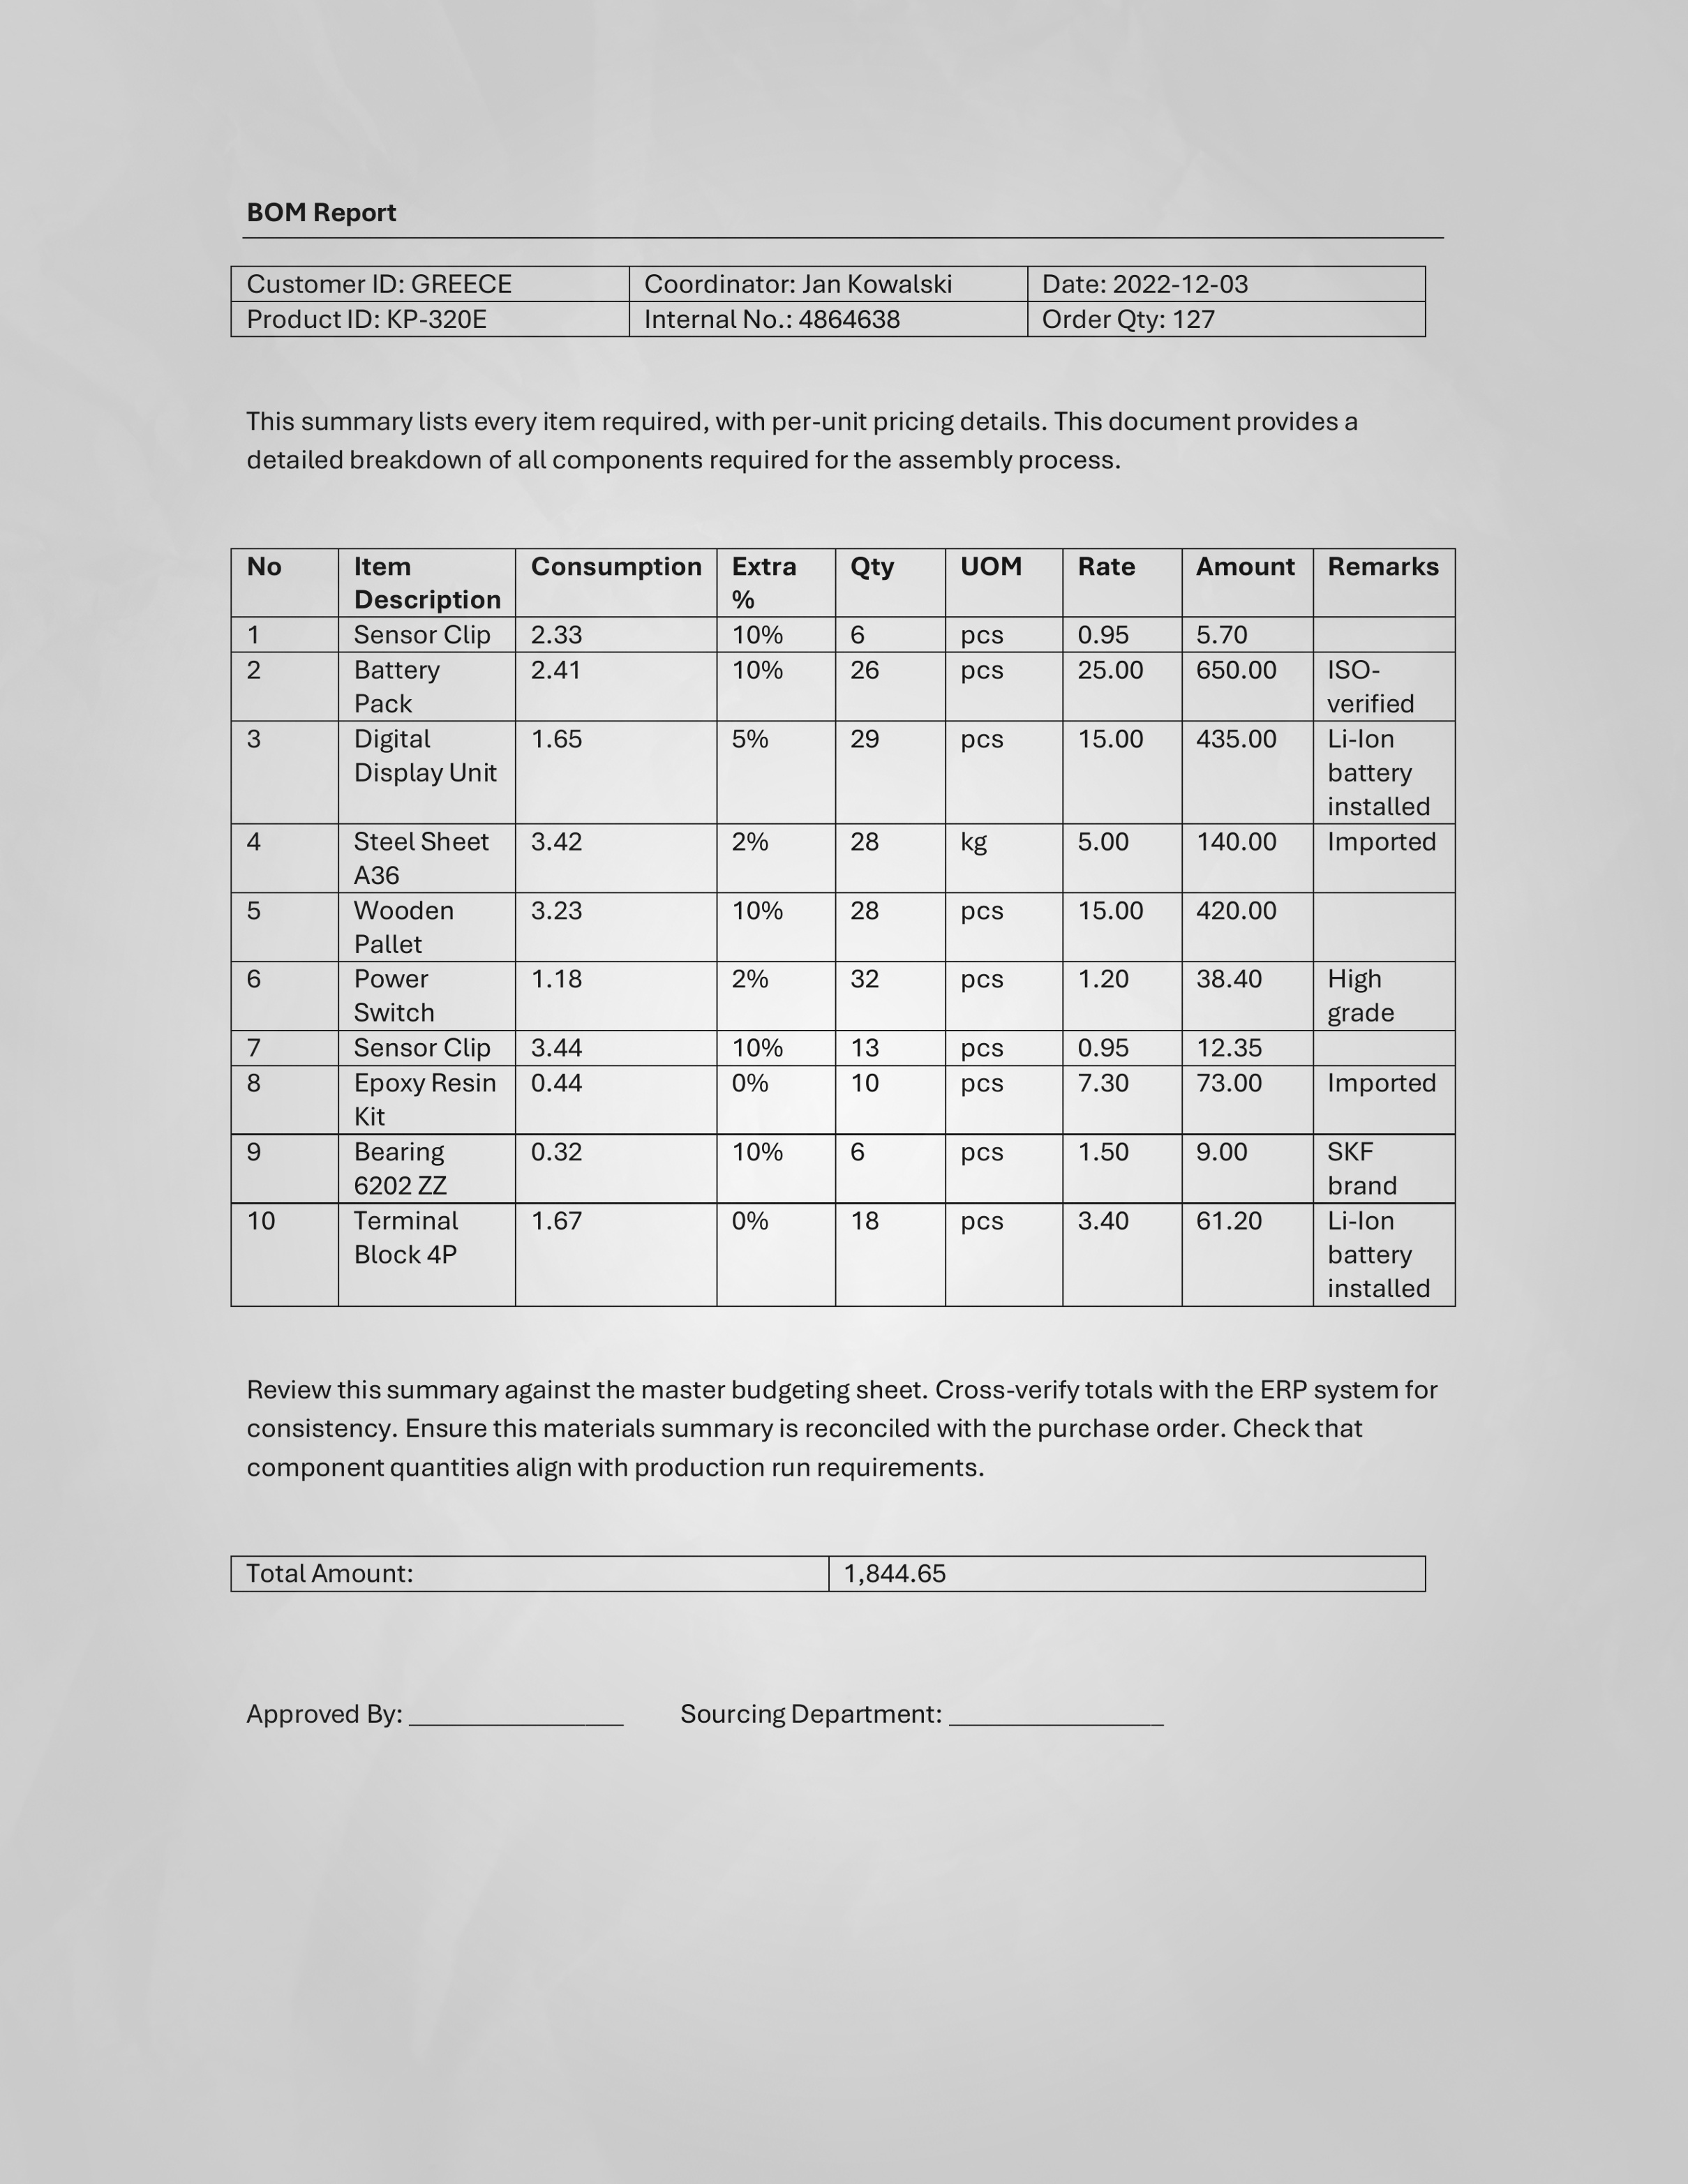 BOM Report
Customer ID: GREECE Coordinator: Jan Kowalski Date: 2022-12-03
Product ID: KP-320E Internal No.: 4864638 Order Qty: 127
This summary lists every item required, with per-unit pricing details. This document provides a
detailed breakdown of all components required for the assembly process.
No Item Description Consumption Extra % Qty UOM Rate Amount Remarks
1 Sensor Clip 2.33 10% 6 pcs 0.95 5.70
2 Battery Pack 2.41 10% 26 pcs 25.00 650.00 ISO-verified
3 Digital Display Unit 1.65 5% 29 pcs 15.00 435.00 Li-Ion battery installed
4 Steel Sheet A36 3.42 2% 28 kg 5.00 140.00 Imported
5 Wooden Pallet 3.23 10% 28 pcs 15.00 420.00
6 Power Switch 1.18 2% 32 pcs 1.20 38.40 High grade
7 Sensor Clip 3.44 10% 13 pcs 0.95 12.35
8 Epoxy Resin Kit 0.44 0% 10 pcs 7.30 73.00 Imported
9 Bearing 6202 ZZ 0.32 10% 6 pcs 1.50 9.00 SKF brand
10 Terminal Block 4P 1.67 0% 18 pcs 3.40 61.20 Li-Ion battery installed
Review this summary against the master budgeting sheet. Cross-verify totals with the ERP system for
consistency. Ensure this materials summary is reconciled with the purchase order. Check that
component quantities align with production run requirements.
Total Amount: 1,844.65
Approved By: ________________ Sourcing Department: ________________